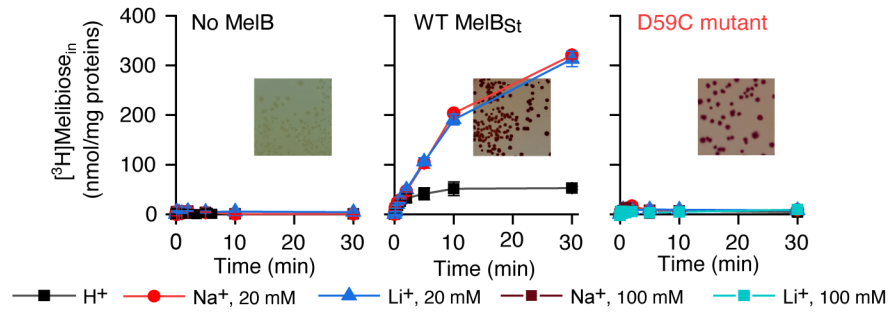 No MelB
WT MelBSt
D59C mutant
[³H]Melibiosein
(nmol/mg proteins)
400
300
200
100
0
0 10 20 30
0 10 20 30
0 10 20 30
Time (min)
Time (min)
Time (min)
H⁺
Na⁺, 20 mM
Li⁺, 20 mM
Na⁺, 100 mM
Li⁺, 100 mM